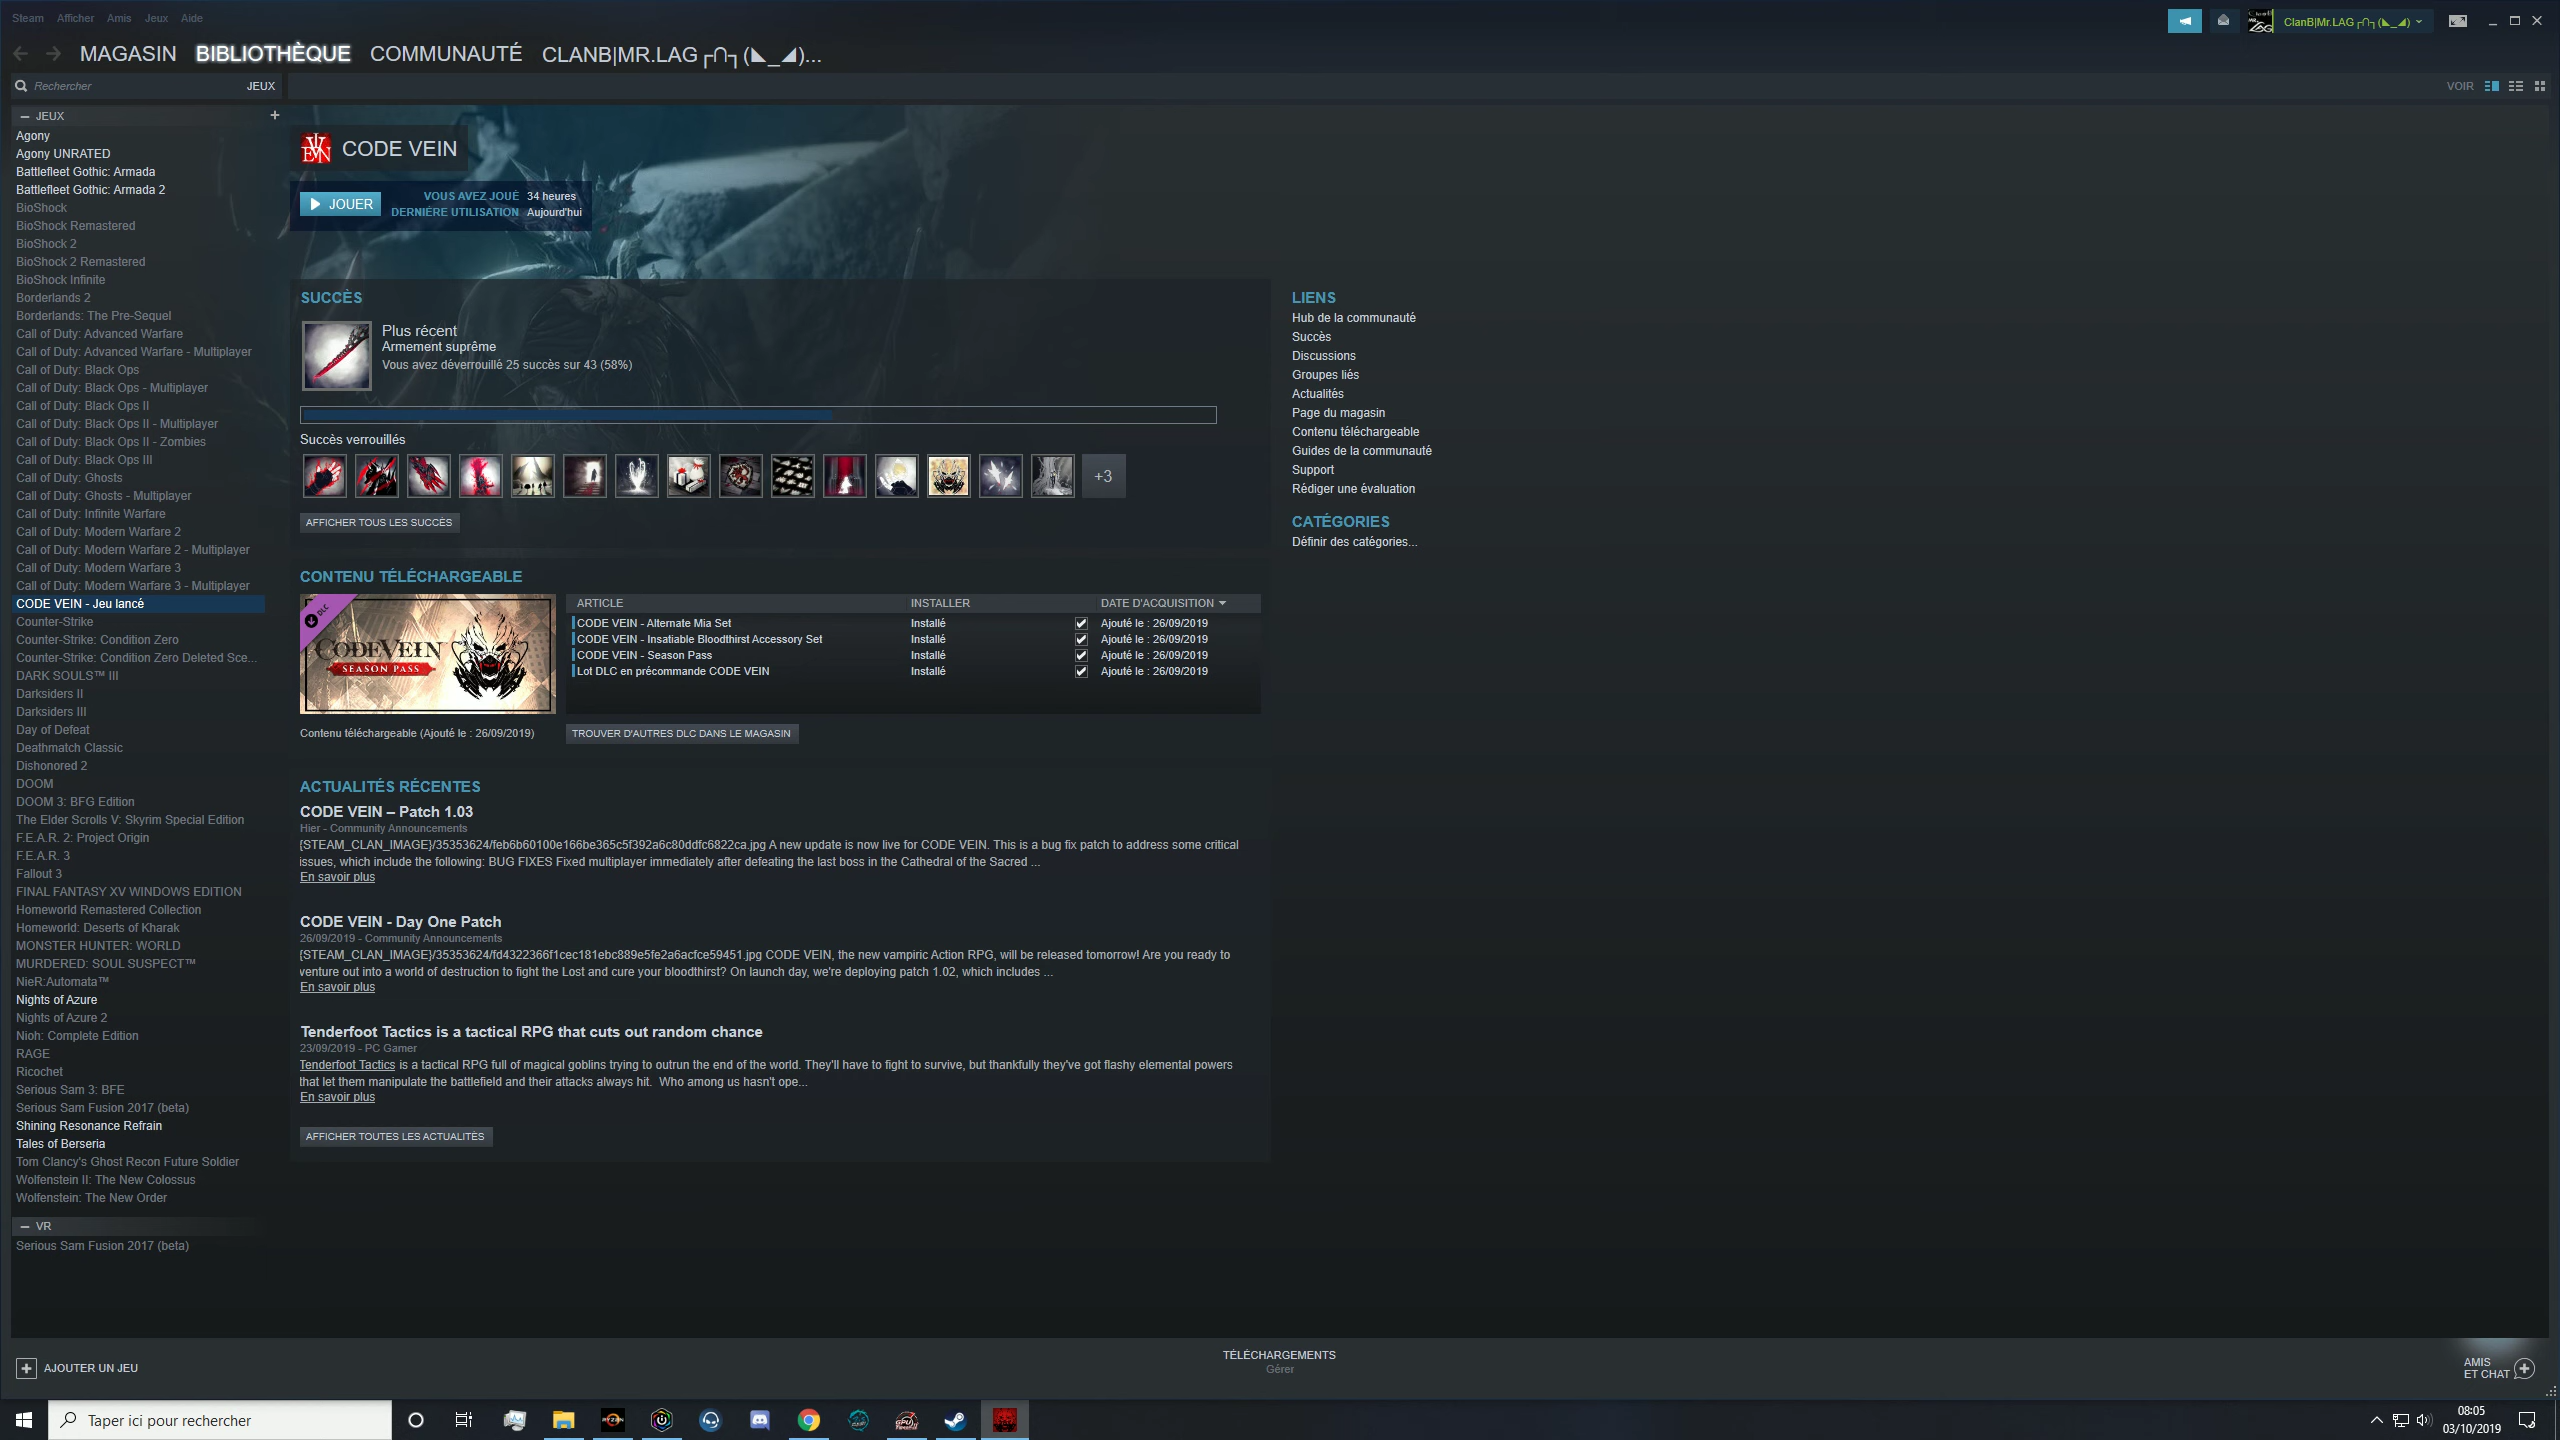 Steam Afficher Amis Jeux Aide
ClanB|Mr.LAG ┌∩┐(◣_◢)
MAGASIN BIBLIOTHÈQUE COMMUNAUTÉ CLANB|MR.LAG ┌∩┐(◣_◢)...
Rechercher JEUX
VOIR
JEUX
Agony
Agony UNRATED
Battlefleet Gothic: Armada
Battlefleet Gothic: Armada 2
BioShock
BioShock Remastered
BioShock 2
BioShock 2 Remastered
BioShock Infinite
Borderlands 2
Borderlands: The Pre-Sequel
Call of Duty: Advanced Warfare
Call of Duty: Advanced Warfare - Multiplayer
Call of Duty: Black Ops
Call of Duty: Black Ops - Multiplayer
Call of Duty: Black Ops II
Call of Duty: Black Ops II - Multiplayer
Call of Duty: Black Ops II - Zombies
Call of Duty: Black Ops III
Call of Duty: Ghosts
Call of Duty: Ghosts - Multiplayer
Call of Duty: Infinite Warfare
Call of Duty: Modern Warfare 2
Call of Duty: Modern Warfare 2 - Multiplayer
Call of Duty: Modern Warfare 3
Call of Duty: Modern Warfare 3 - Multiplayer
CODE VEIN - Jeu lancé
Counter-Strike
Counter-Strike: Condition Zero
Counter-Strike: Condition Zero Deleted Sce...
DARK SOULS™ III
Darksiders II
Darksiders III
Day of Defeat
Deathmatch Classic
Dishonored 2
DOOM
DOOM 3: BFG Edition
The Elder Scrolls V: Skyrim Special Edition
F.E.A.R. 2: Project Origin
F.E.A.R. 3
Fallout 3
FINAL FANTASY XV WINDOWS EDITION
Homeworld Remastered Collection
Homeworld: Deserts of Kharak
MONSTER HUNTER: WORLD
MURDERED: SOUL SUSPECT™
NieR:Automata™
Nights of Azure
Nights of Azure 2
Nioh: Complete Edition
RAGE
Ricochet
Serious Sam 3: BFE
Serious Sam Fusion 2017 (beta)
Shining Resonance Refrain
Tales of Berseria
Tom Clancy's Ghost Recon Future Soldier
Wolfenstein II: The New Colossus
Wolfenstein: The New Order
VR
Serious Sam Fusion 2017 (beta)
CODE VEIN
JOUER
VOUS AVEZ JOUÉ 34 heures
DERNIÈRE UTILISATION Aujourd'hui
SUCCÈS
Plus récent
Armement suprême
Vous avez déverrouillé 25 succès sur 43 (58%)
Succès verrouillés
+3
AFFICHER TOUS LES SUCCÈS
CONTENU TÉLÉCHARGEABLE
DLC
CODE VEIN
SEASON PASS
Contenu téléchargeable (Ajouté le : 26/09/2019)
ARTICLE INSTALLER DATE D'ACQUISITION
CODE VEIN - Alternate Mia Set Installé Ajouté le : 26/09/2019
CODE VEIN - Insatiable Bloodthirst Accessory Set Installé Ajouté le : 26/09/2019
CODE VEIN - Season Pass Installé Ajouté le : 26/09/2019
Lot DLC en précommande CODE VEIN Installé Ajouté le : 26/09/2019
TROUVER D'AUTRES DLC DANS LE MAGASIN
ACTUALITÉS RÉCENTES
CODE VEIN – Patch 1.03
Hier - Community Announcements
{STEAM_CLAN_IMAGE}/35353624/feb6b60100e166be365c5f392a6c80ddfc6822ca.jpg A new update is now live for CODE VEIN. This is a bug fix patch to address some critical
issues, which include the following: BUG FIXES Fixed multiplayer immediately after defeating the last boss in the Cathedral of the Sacred ...
En savoir plus
CODE VEIN - Day One Patch
26/09/2019 - Community Announcements
{STEAM_CLAN_IMAGE}/35353624/fd4322366f1cec181ebc889e5fe2a6acfce59451.jpg CODE VEIN, the new vampiric Action RPG, will be released tomorrow! Are you ready to
venture out into a world of destruction to fight the Lost and cure your bloodthirst? On launch day, we're deploying patch 1.02, which includes ...
En savoir plus
Tenderfoot Tactics is a tactical RPG that cuts out random chance
23/09/2019 - PC Gamer
Tenderfoot Tactics is a tactical RPG full of magical goblins trying to outrun the end of the world. They'll have to fight to survive, but thankfully they've got flashy elemental powers
that let them manipulate the battlefield and their attacks always hit. Who among us hasn't ope...
En savoir plus
AFFICHER TOUTES LES ACTUALITÉS
LIENS
Hub de la communauté
Succès
Discussions
Groupes liés
Actualités
Page du magasin
Contenu téléchargeable
Guides de la communauté
Support
Rédiger une évaluation
CATÉGORIES
Définir des catégories...
AJOUTER UN JEU
TÉLÉCHARGEMENTS
Gérer
AMIS
ET CHAT
Taper ici pour rechercher
RYZEN
GPU
08:05
03/10/2019